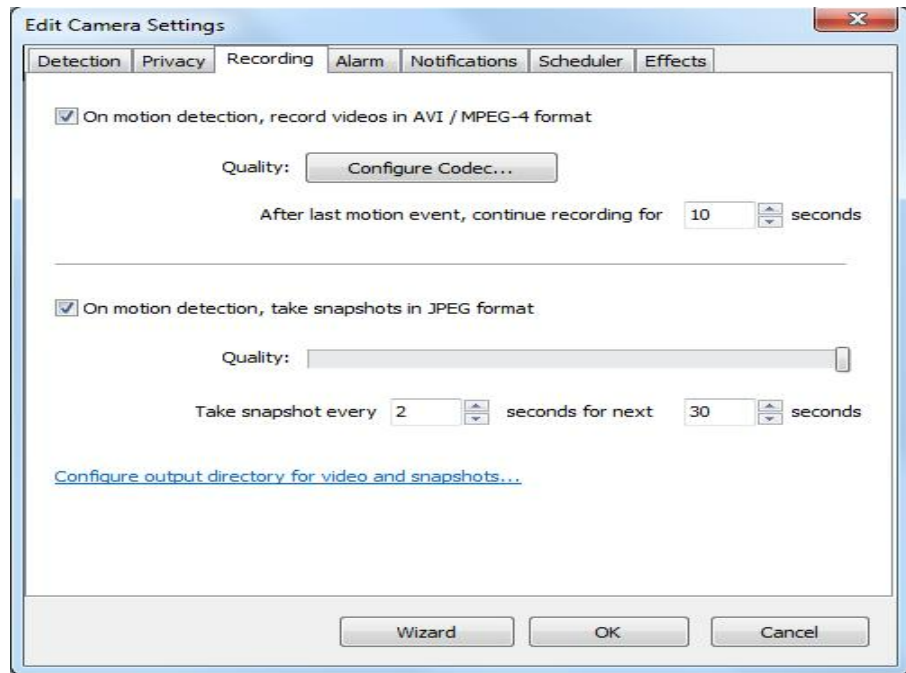 Edit Camera Settings
Detection Privacy Recording Alarm Notifications Scheduler Effects
On motion detection, record videos in AVI / MPEG-4 format
Quality: Configure Codec...
After last motion event, continue recording for 10 seconds
On motion detection, take snapshots in JPEG format
Quality:
Take snapshot every 2 seconds for next 30 seconds
Configure output directory for video and snapshots...
Wizard OK Cancel